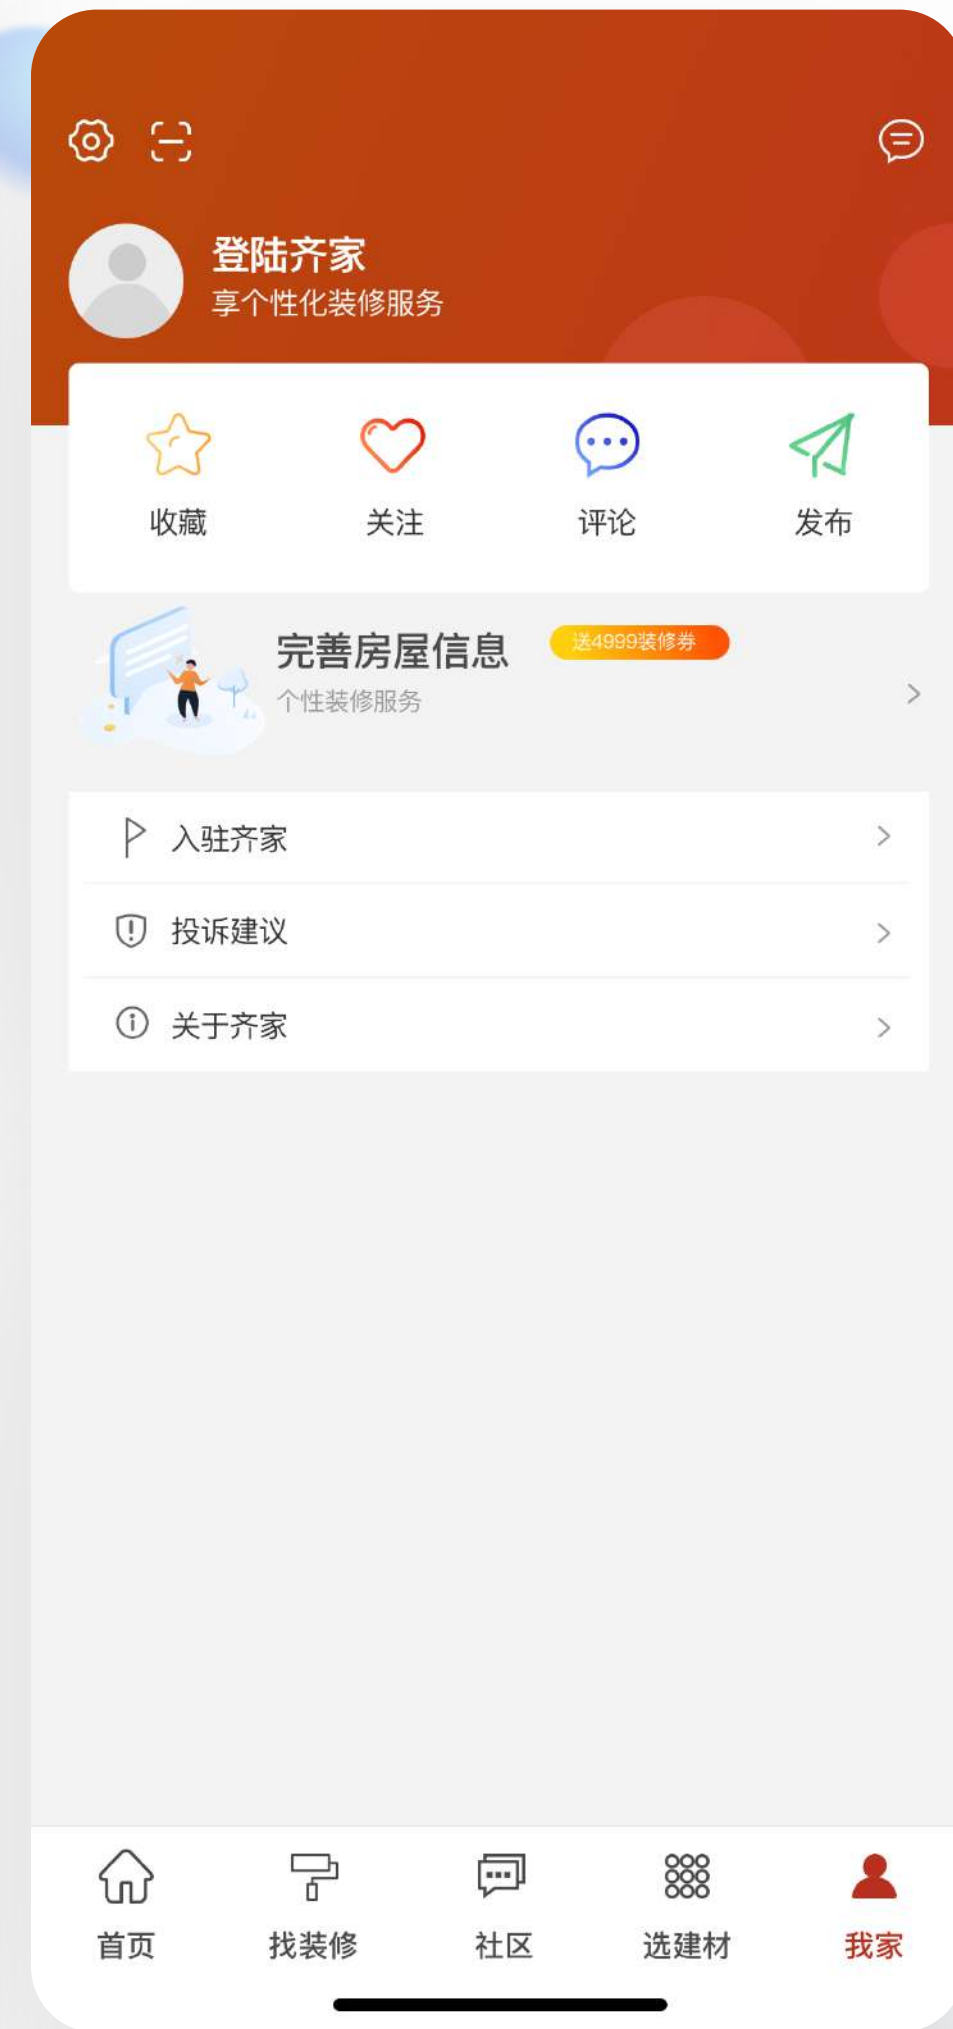 登陆齐家
享个性化装修服务
收藏
关注
评论
发布
完善房屋信息
送4999装修券
个性装修服务
入驻齐家
投诉建议
关于齐家
首页
找装修
社区
选建材
我家